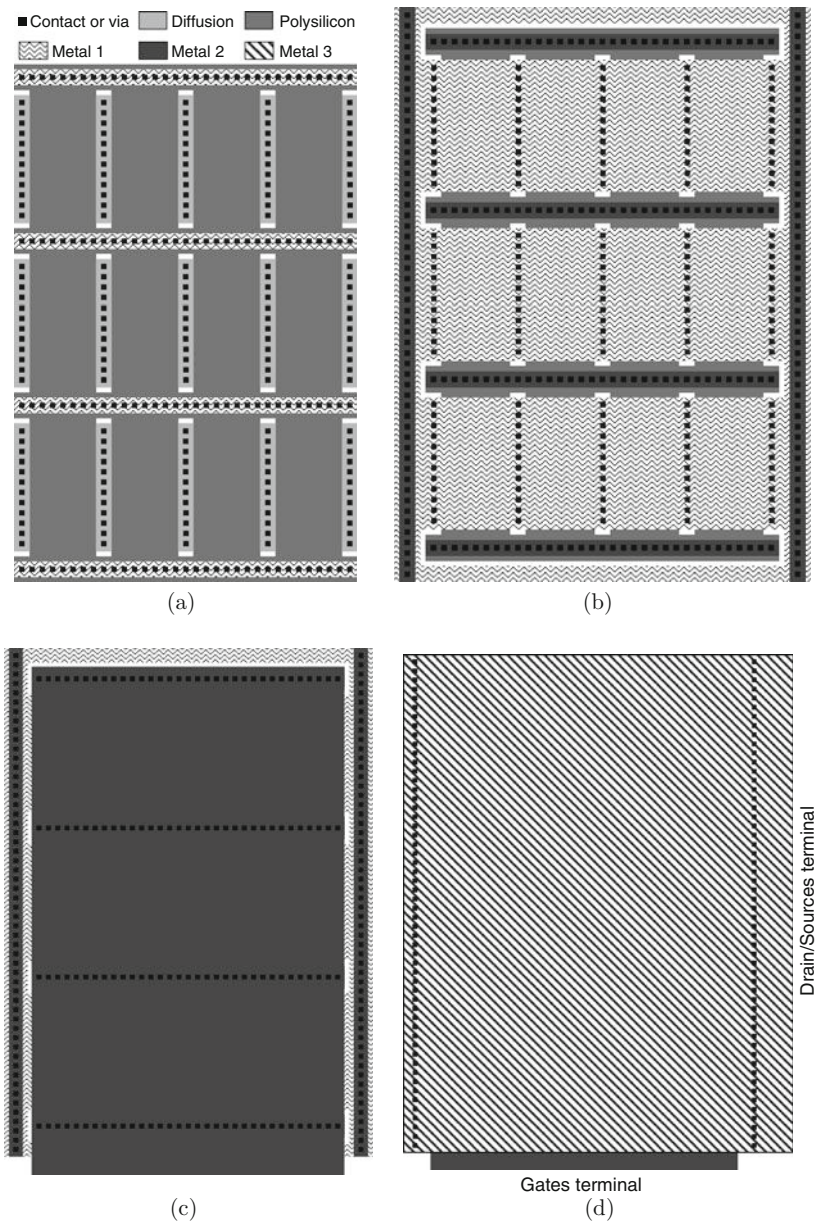 Contact or via Diffusion Polysilicon
Metal 1 Metal 2 Metal 3
(a)
(b)
Drain/Sources terminal
Gates terminal
(c)
(d)